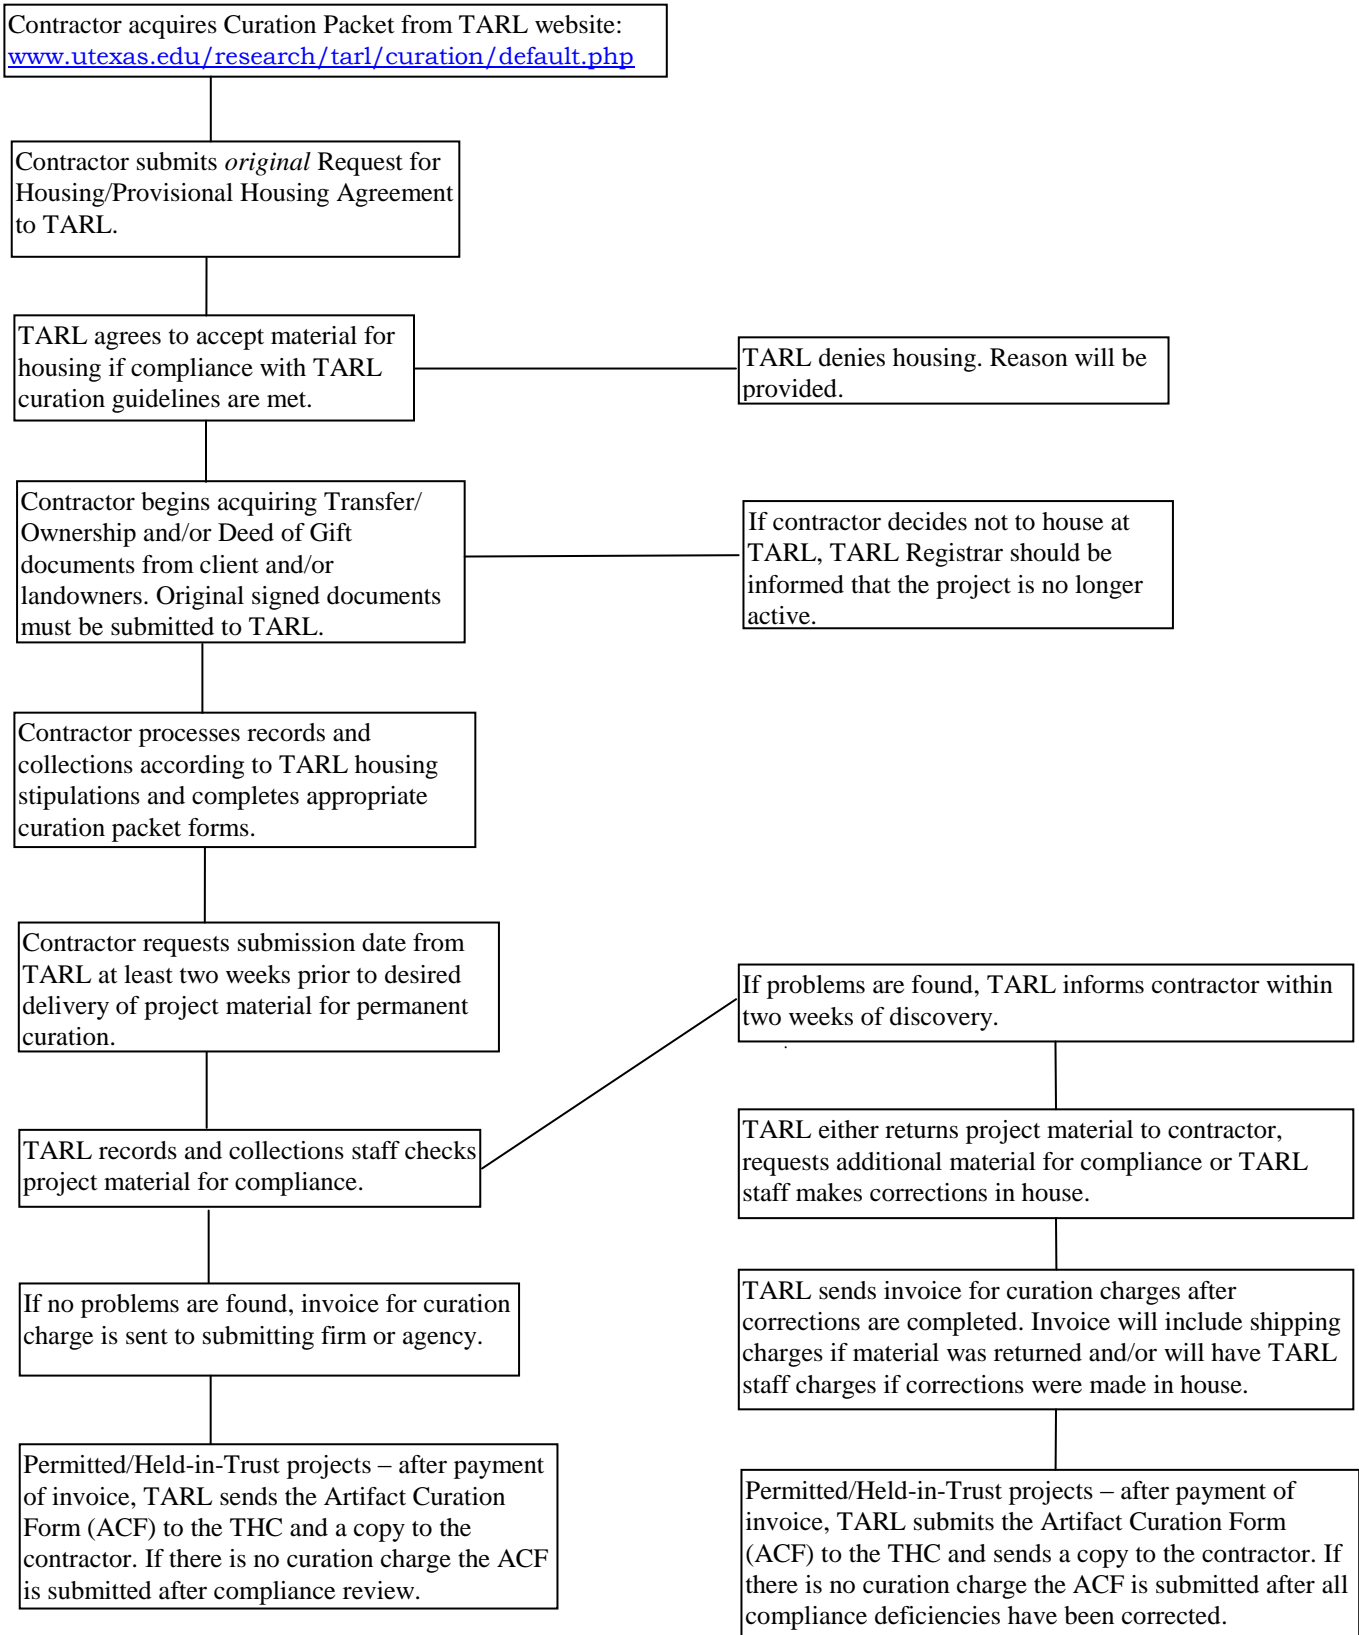 Contractor acquires Curation Packet from TARL website:
www.utexas.edu/research/tarl/curation/default.php
Contractor submits original Request for
Housing/Provisional Housing Agreement
to TARL.
TARL agrees to accept material for
housing if compliance with TARL
curation guidelines are met.
TARL denies housing. Reason will be
provided.
Contractor begins acquiring Transfer/
Ownership and/or Deed of Gift
documents from client and/or
landowners. Original signed documents
must be submitted to TARL.
If contractor decides not to house at
TARL, TARL Registrar should be
informed that the project is no longer
active.
Contractor processes records and
collections according to TARL housing
stipulations and completes appropriate
curation packet forms.
Contractor requests submission date from
TARL at least two weeks prior to desired
delivery of project material for permanent
curation.
TARL records and collections staff checks
project material for compliance.
If no problems are found, invoice for curation
charge is sent to submitting firm or agency.
Permitted/Held-in-Trust projects – after payment
of invoice, TARL sends the Artifact Curation
Form (ACF) to the THC and a copy to the
contractor. If there is no curation charge the ACF
is submitted after compliance review.
If problems are found, TARL informs contractor within
two weeks of discovery.
.
TARL either returns project material to contractor,
requests additional material for compliance or TARL
staff makes corrections in house.
TARL sends invoice for curation charges after
corrections are completed. Invoice will include shipping
charges if material was returned and/or will have TARL
staff charges if corrections were made in house.
Permitted/Held-in-Trust projects – after payment of
invoice, TARL submits the Artifact Curation Form
(ACF) to the THC and sends a copy to the contractor. If
there is no curation charge the ACF is submitted after all
compliance deficiencies have been corrected.